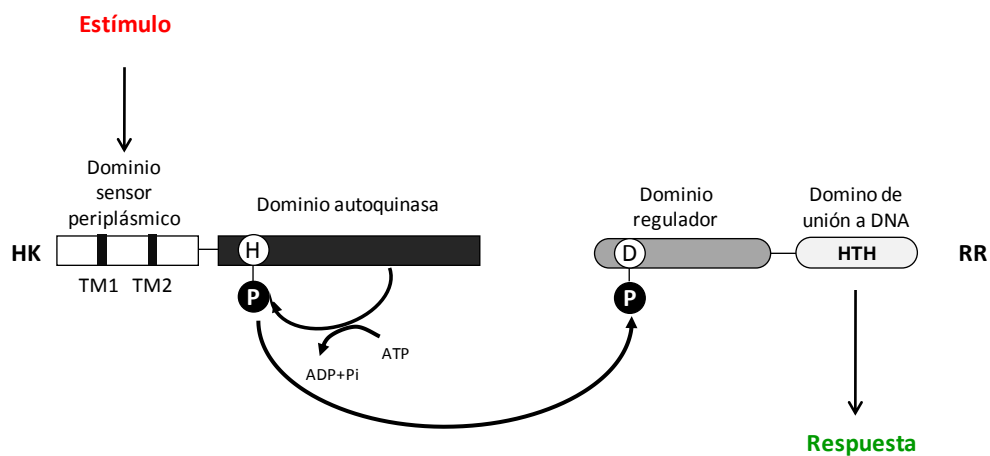 Estímulo
Dominio
sensor
periplásmico
Dominio autoquinasa
Dominio
regulador
Domino de
unión a DNA
HK
H
D
HTH
RR
TM1 TM2
P
P
ATP
ADP+Pi
Respuesta